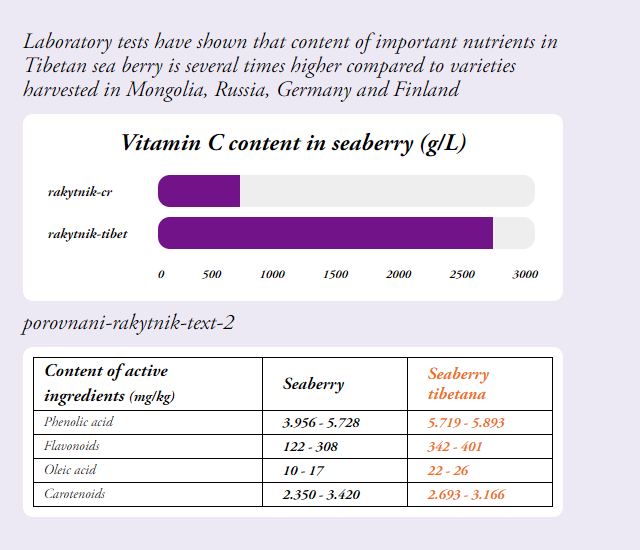 Laboratory tests have shown that content of important nutrients in
Tibetan sea berry is several times higher compared to varieties
harvested in Mongolia, Russia, Germany and Finland
Vitamin C content in seaberry (g/L)
rakytnik-cr
rakytnik-tibet
0 500 1000 1500 2000 2500 3000
porovnani-rakytnik-text-2
Content of active
ingredients (mg/kg)
Seaberry
Seaberry
tibetana
Phenolic acid 3.956 - 5.728 5.719 - 5.893
Flavonoids 122 - 308 342 - 401
Oleic acid 10 - 17 22 - 26
Carotenoids 2.350 - 3.420 2.693 - 3.166